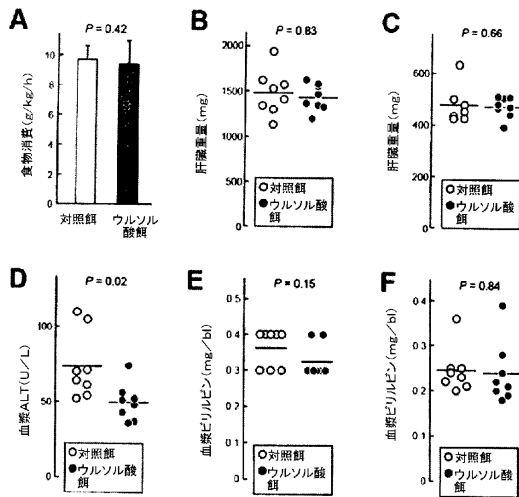 A
P = 0.42
食物消費(g/kg/h)
10
8
6
4
2
0
対照餌
ウルソル
酸餌
B
P = 0.83
肝臓重量(mg)
2000
1500
1000
500
0
対照餌
ウルソル酸
餌
C
P = 0.66
肝臓重量(mg)
600
400
200
0
対照餌
ウルソル酸
餌
D
P = 0.02
血漿ALT(U/L)
100
50
0
対照餌
ウルソル酸
餌
E
P = 0.15
血漿ビリルビン(mg/bl)
0 5
0 4
0 3
0 2
0 1
0
対照餌
ウルソル酸
餌
F
P = 0.84
血漿ビリルビン(mg/bl)
0 4
0 3
0 2
0 1
0
対照餌
ウルソル酸
餌